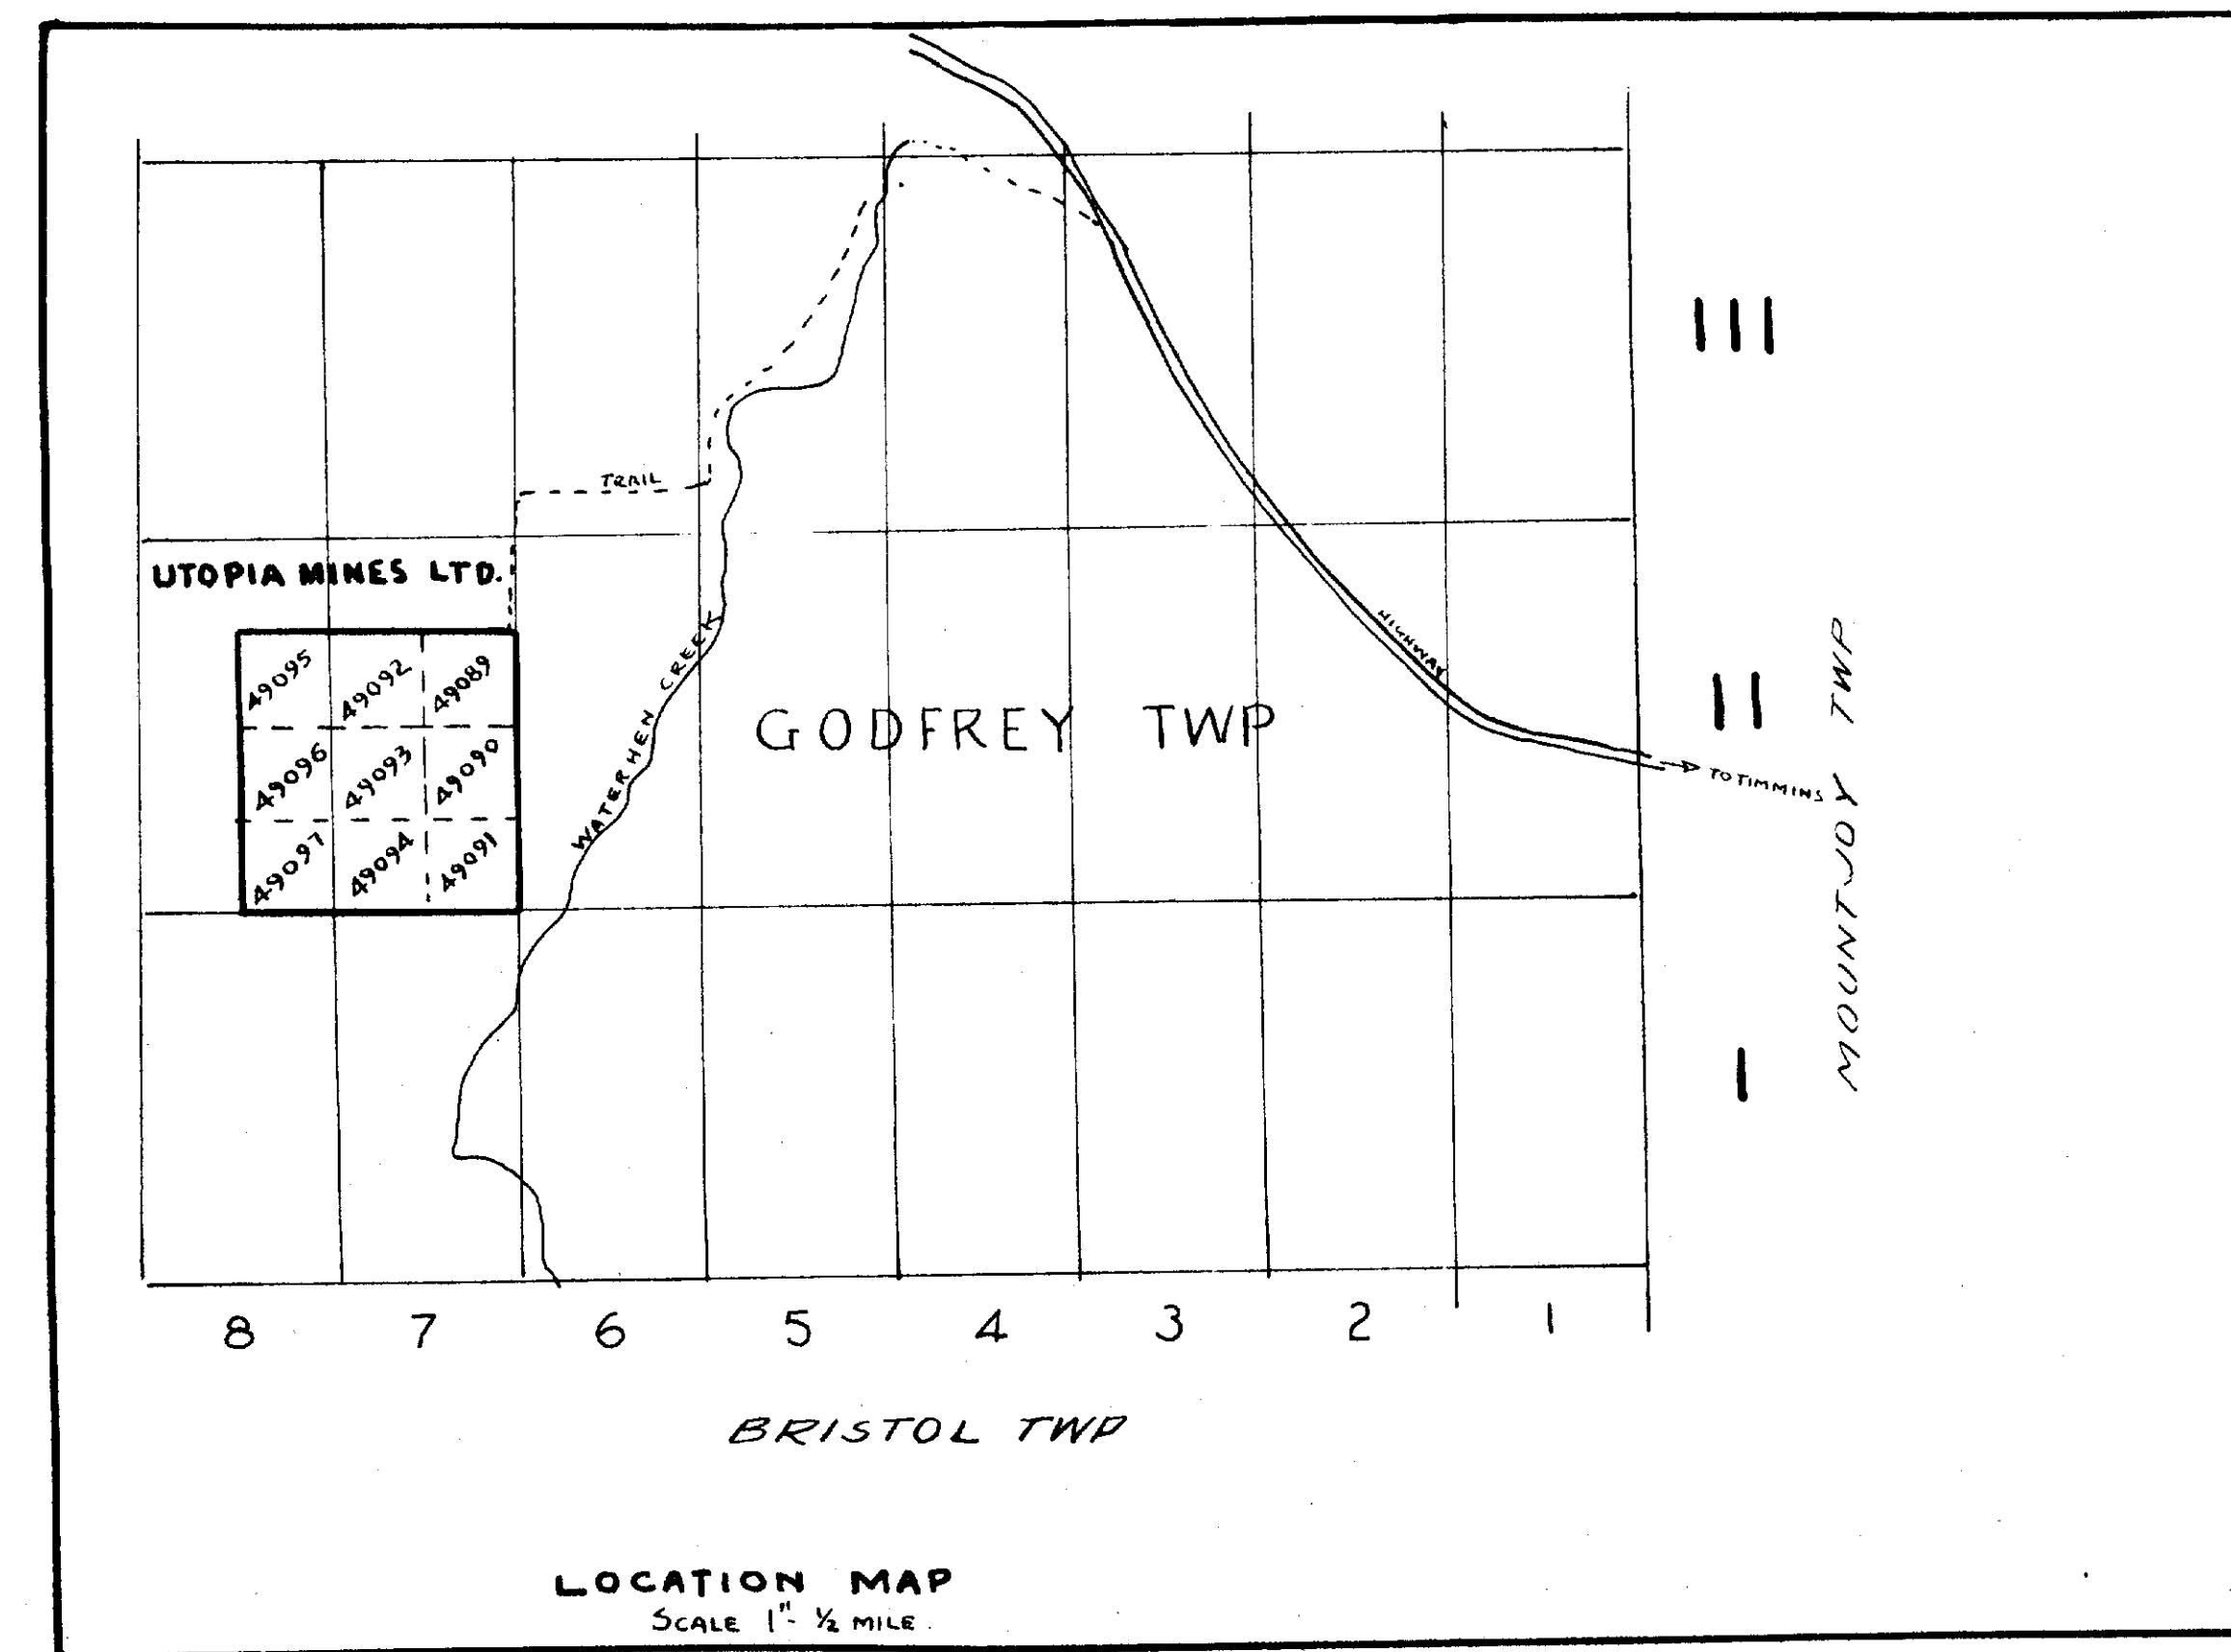 III
TRAIL
UTOPIA MINES LTD.
HIGHWAY
49095 49092 49089
WATERHEN CREEK
GODFREY TWP
II
MOUNTJOY TWP
49096 49093 49090
TO TIMMINS
49097 49094 49091
I
8 7 6 5 4 3 2 1
BRISTOL TWP
LOCATION MAP
SCALE 1"- ½ MILE.